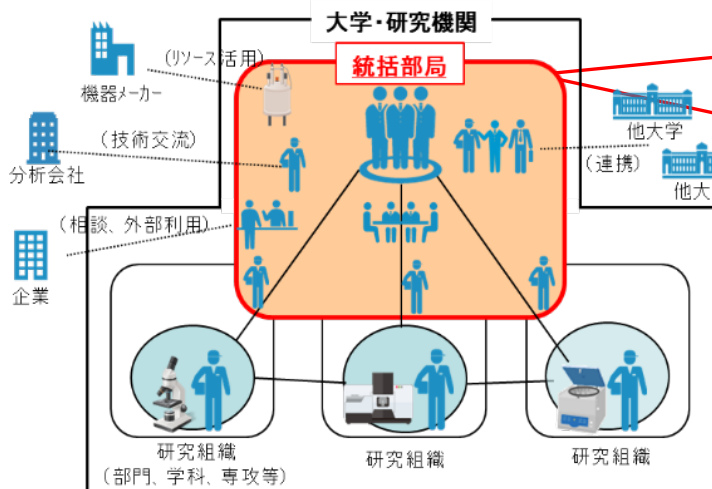 大学・研究機関
統括部局
(リソース活用)
機器メーカー
(技術交流)
分析会社
(相談、外部利用)
企業
他大学
(連携)
他大
研究組織
(部門、学科、専攻等)
研究組織
研究組織